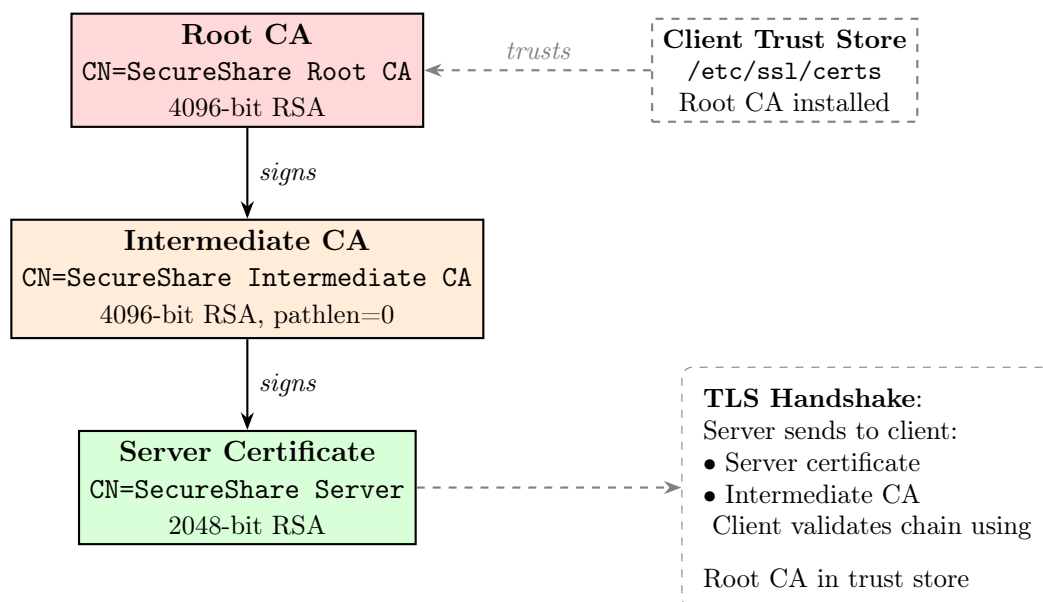 Root CA
CN=SecureShare Root CA
4096-bit RSA
trusts
Client Trust Store
/etc/ssl/certs
Root CA installed
signs
Intermediate CA
CN=SecureShare Intermediate CA
4096-bit RSA, pathlen=0
signs
Server Certificate
CN=SecureShare Server
2048-bit RSA
TLS Handshake:
Server sends to client:
• Server certificate
• Intermediate CA
Client validates chain using
Root CA in trust store